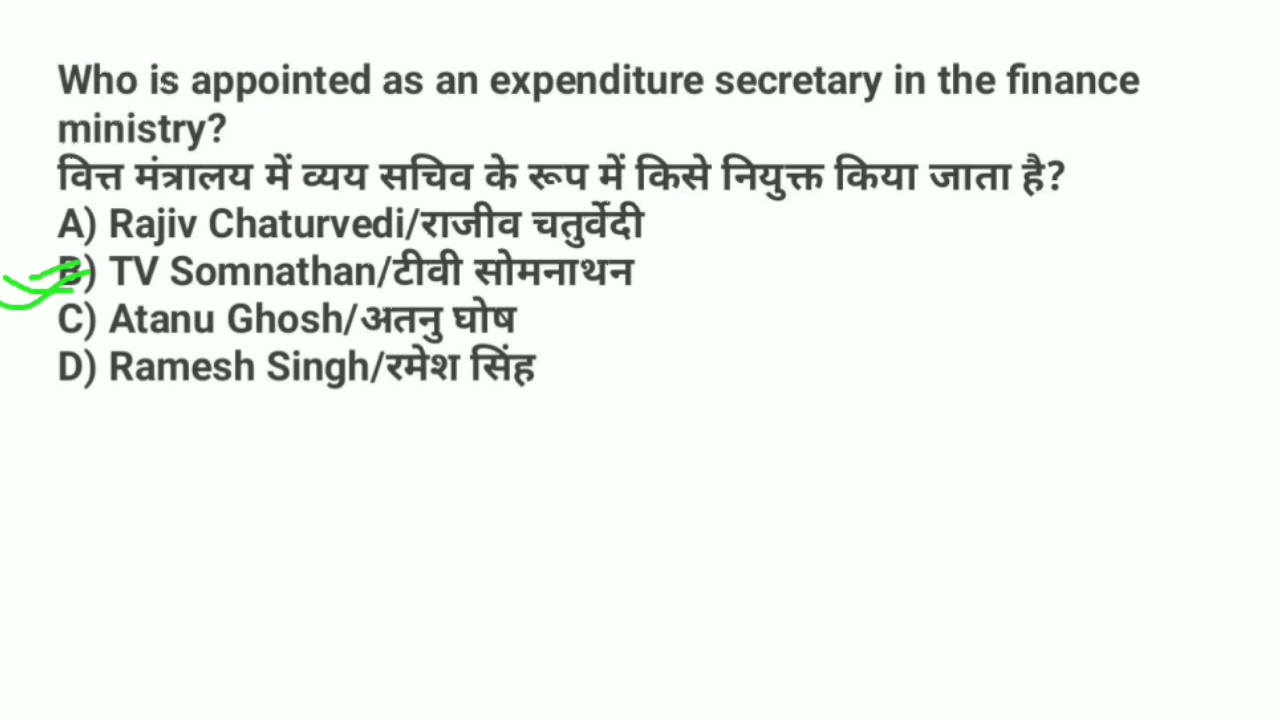 Who is appointed as an expenditure secretary in the finance
ministry?
वित्त मंत्रालय में व्यय सचिव के रूप में किसे नियुक्त किया जाता है?
A) Rajiv Chaturvedi/राजीव चतुर्वेदी
B) TV Somnathan/टीवी सोमनाथन
C) Atanu Ghosh/अतनु घोष
D) Ramesh Singh/रमेश सिंह